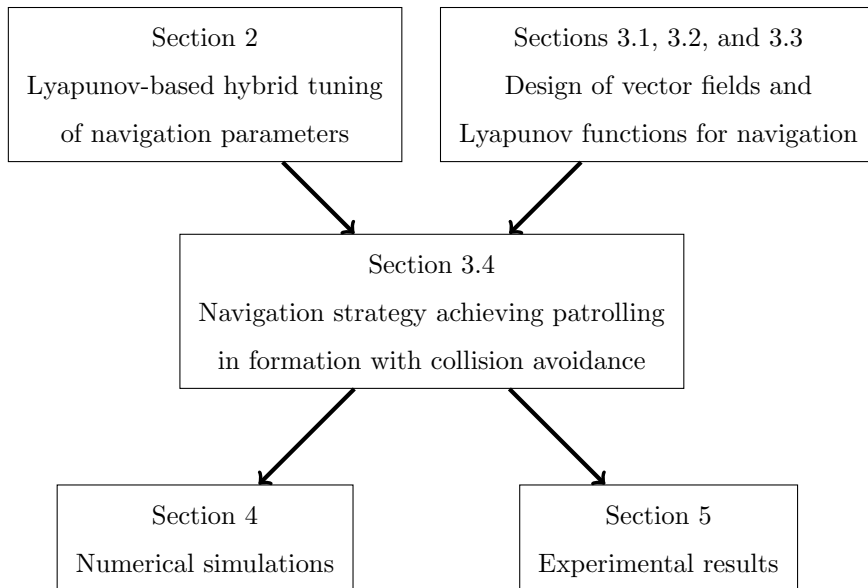 Section 2
Lyapunov-based hybrid tuning
of navigation parameters
Sections 3.1, 3.2, and 3.3
Design of vector fields and
Lyapunov functions for navigation
Section 3.4
Navigation strategy achieving patrolling
in formation with collision avoidance
Section 4
Numerical simulations
Section 5
Experimental results